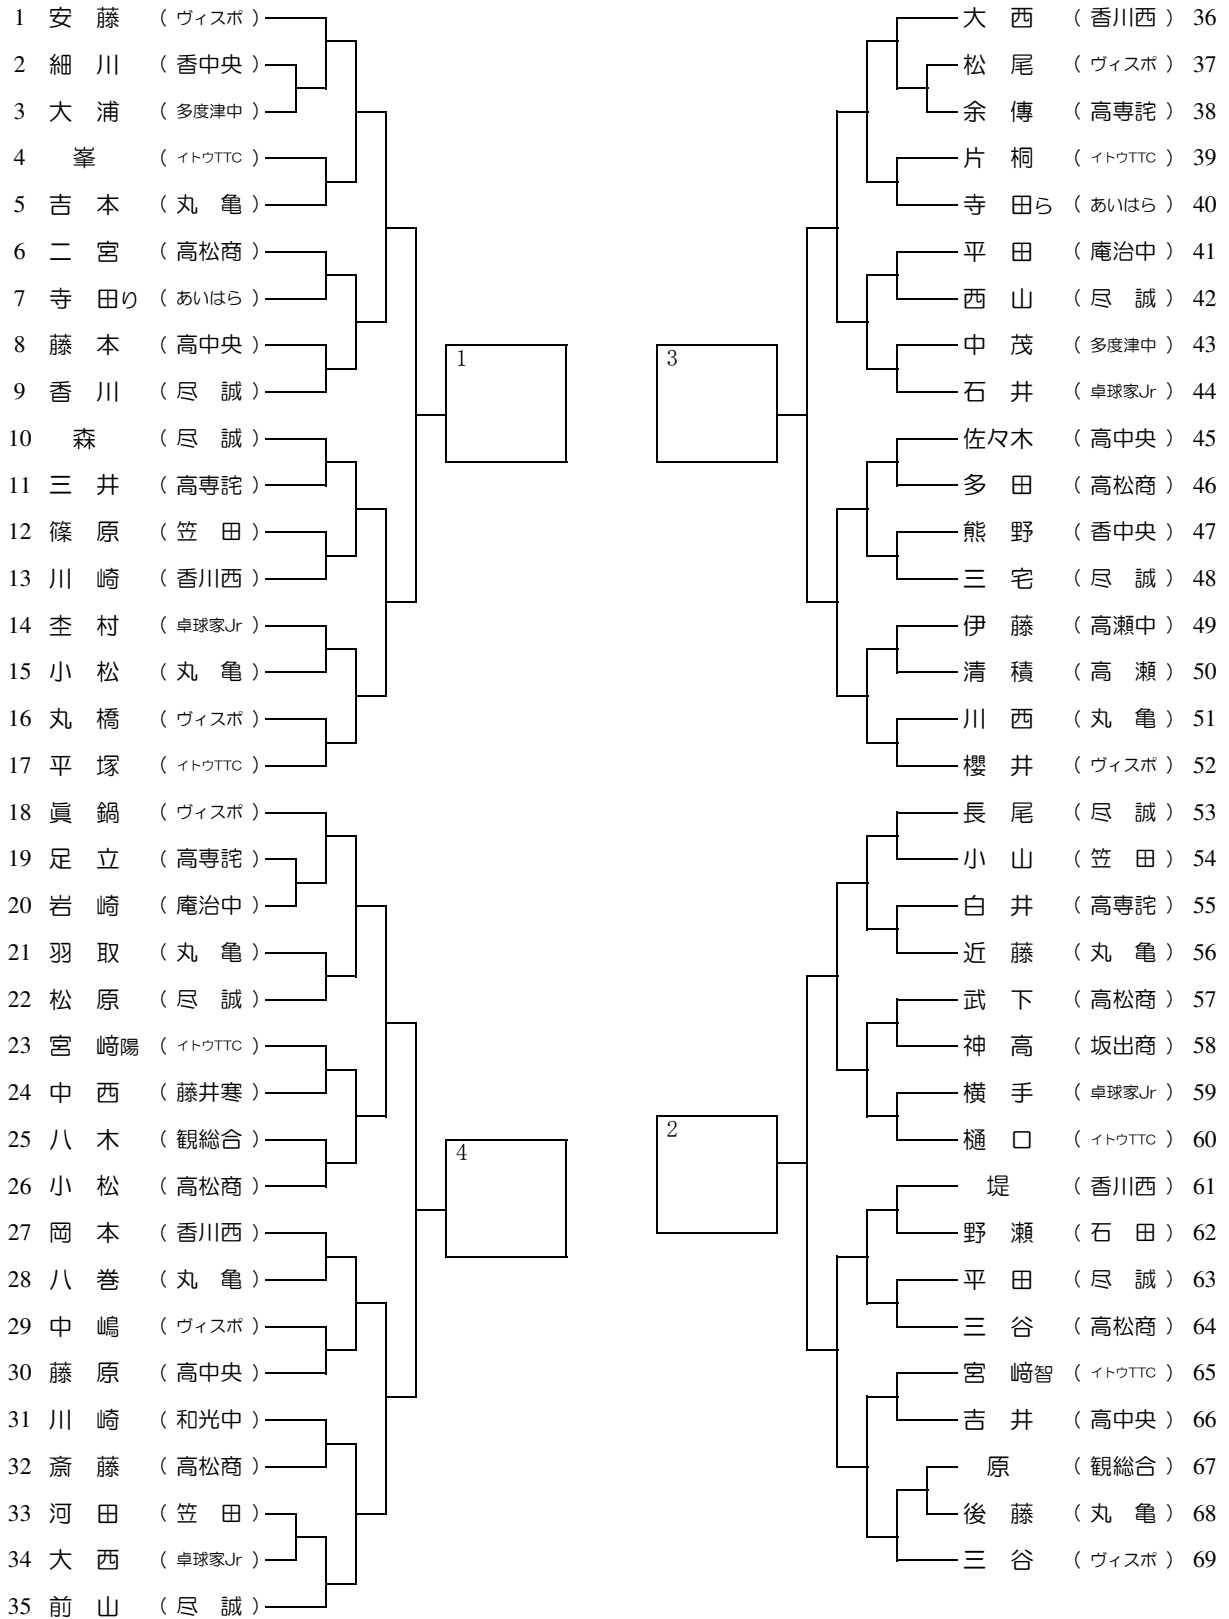 1 安 藤 （ ヴィスポ ）
2 細 川 （ 香中央 ）
3 大 浦 （ 多度津中 ）
4 峯 （ イトウTTC ）
5 吉 本 （ 丸 亀 ）
6 二 宮 （ 高松商 ）
7 寺 田り （ あいはら ）
8 藤 本 （ 高中央 ）
9 香 川 （ 尽 誠 ）
10 森 （ 尽 誠 ）
11 三 井 （ 高専詫 ）
12 篠 原 （ 笠 田 ）
13 川 崎 （ 香川西 ）
14 杢 村 （ 卓球家Jr ）
15 小 松 （ 丸 亀 ）
16 丸 橋 （ ヴィスポ ）
17 平 塚 （ イトウTTC ）
18 眞 鍋 （ ヴィスポ ）
19 足 立 （ 高専詫 ）
20 岩 崎 （ 庵治中 ）
21 羽 取 （ 丸 亀 ）
22 松 原 （ 尽 誠 ）
23 宮 﨑陽 （ イトウTTC ）
24 中 西 （ 藤井寒 ）
25 八 木 （ 観総合 ）
26 小 松 （ 高松商 ）
27 岡 本 （ 香川西 ）
28 八 巻 （ 丸 亀 ）
29 中 嶋 （ ヴィスポ ）
30 藤 原 （ 高中央 ）
31 川 崎 （ 和光中 ）
32 斎 藤 （ 高松商 ）
33 河 田 （ 笠 田 ）
34 大 西 （ 卓球家Jr ）
35 前 山 （ 尽 誠 ）
1
4
3
2
大 西 （ 香川西 ） 36
松 尾 （ ヴィスポ ） 37
余 傳 （ 高専詫 ） 38
片 桐 （ イトウTTC ） 39
寺 田ら （ あいはら ） 40
平 田 （ 庵治中 ） 41
西 山 （ 尽 誠 ） 42
中 茂 （ 多度津中 ） 43
石 井 （ 卓球家Jr ） 44
佐々木 （ 高中央 ） 45
多 田 （ 高松商 ） 46
熊 野 （ 香中央 ） 47
三 宅 （ 尽 誠 ） 48
伊 藤 （ 高瀬中 ） 49
清 積 （ 高 瀬 ） 50
川 西 （ 丸 亀 ） 51
櫻 井 （ ヴィスポ ） 52
長 尾 （ 尽 誠 ） 53
小 山 （ 笠 田 ） 54
白 井 （ 高専詫 ） 55
近 藤 （ 丸 亀 ） 56
武 下 （ 高松商 ） 57
神 高 （ 坂出商 ） 58
横 手 （ 卓球家Jr ） 59
樋 口 （ イトウTTC ） 60
堤 （ 香川西 ） 61
野 瀬 （ 石 田 ） 62
平 田 （ 尽 誠 ） 63
三 谷 （ 高松商 ） 64
宮 﨑智 （ イトウTTC ） 65
吉 井 （ 高中央 ） 66
原 （ 観総合 ） 67
後 藤 （ 丸 亀 ） 68
三 谷 （ ヴィスポ ） 69